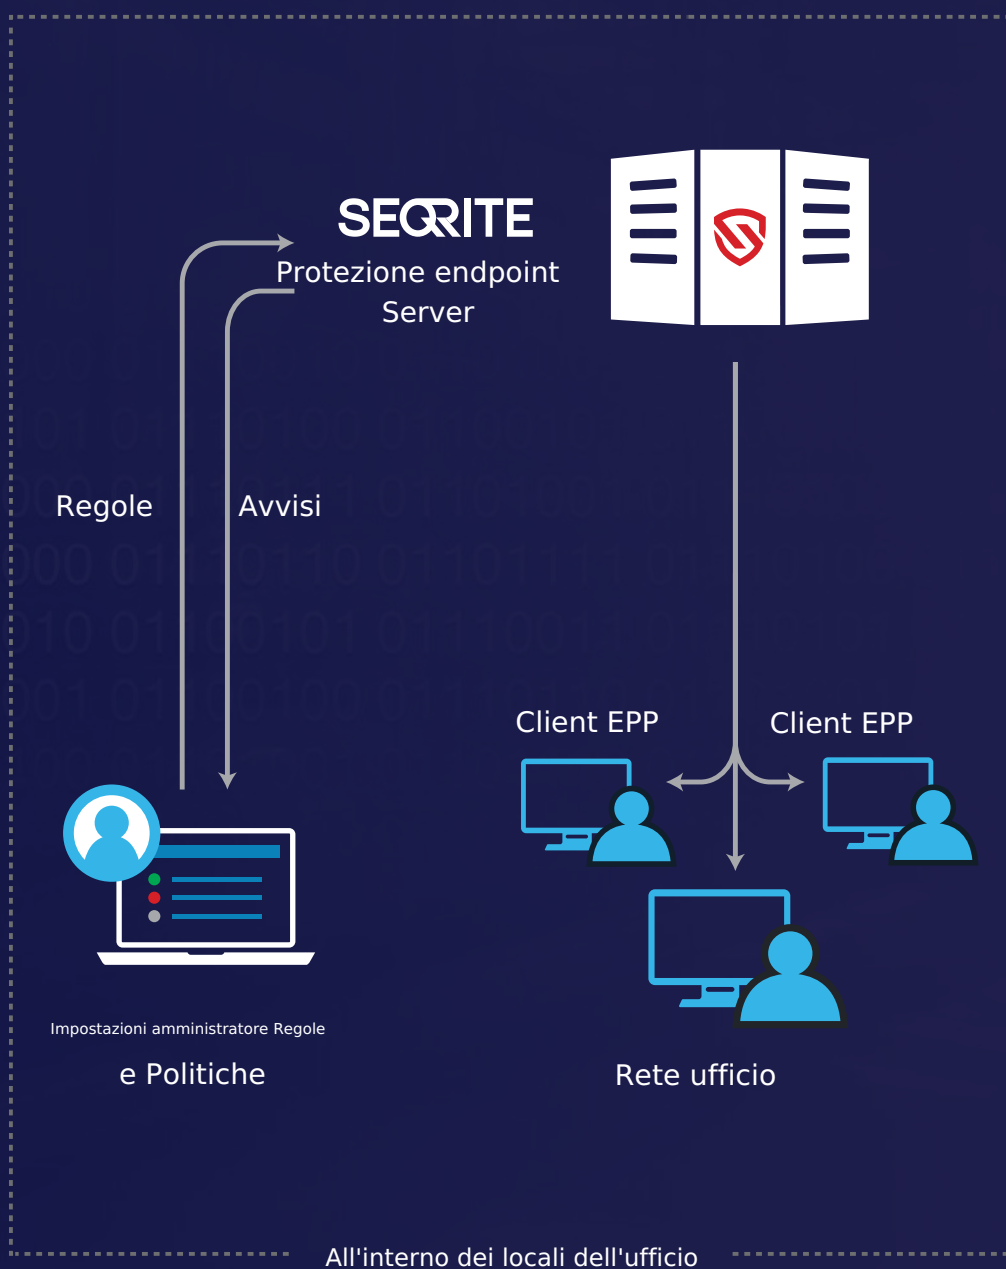 SEQRITE
Protezione endpoint
Server
Regole
Avvisi
Client EPP
Client EPP
Impostazioni amministratore Regole
e Politiche
Rete ufficio
All'interno dei locali dell'ufficio